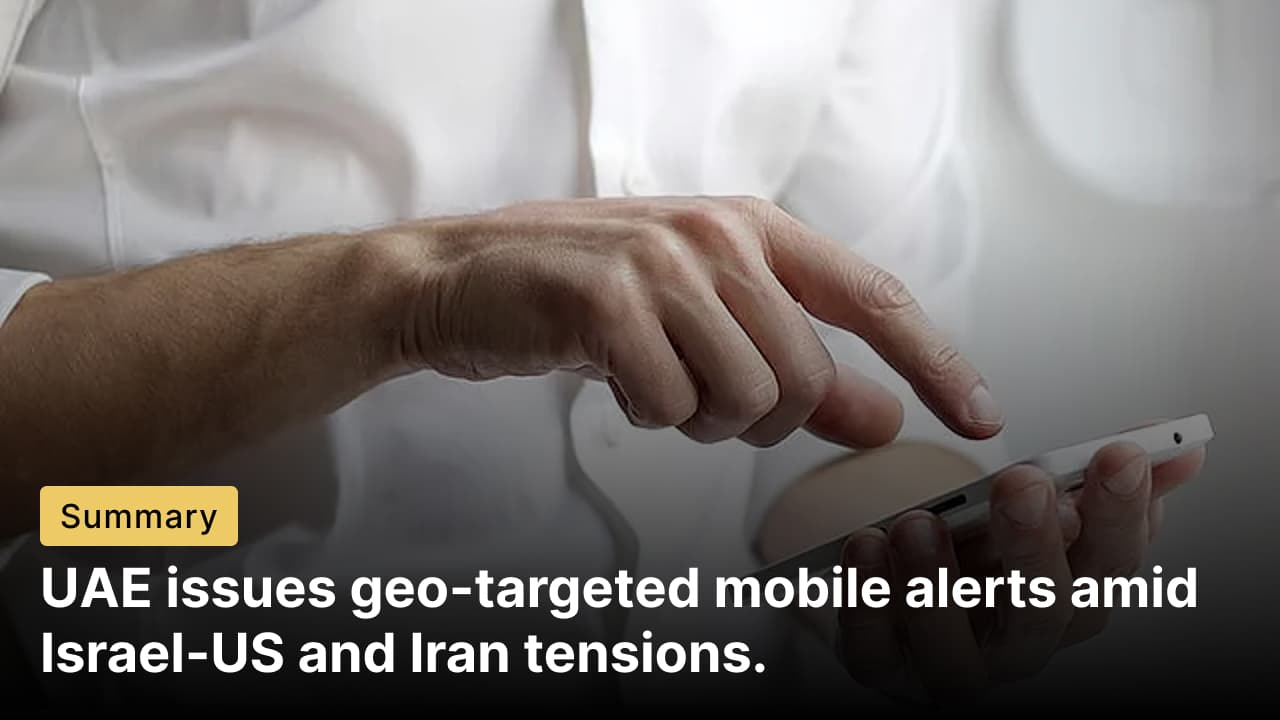 Summary
UAE issues geo-targeted mobile alerts amid
Israel-US and Iran tensions.